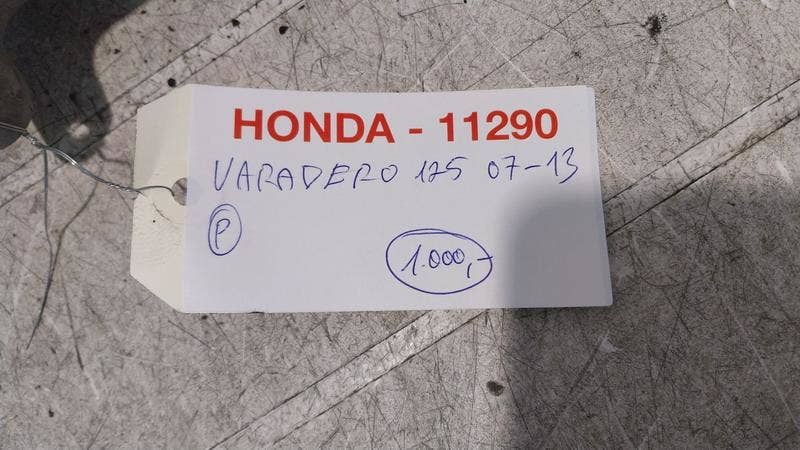 HONDA - 11290
VARADERO 125 07-13
P
1.000,-